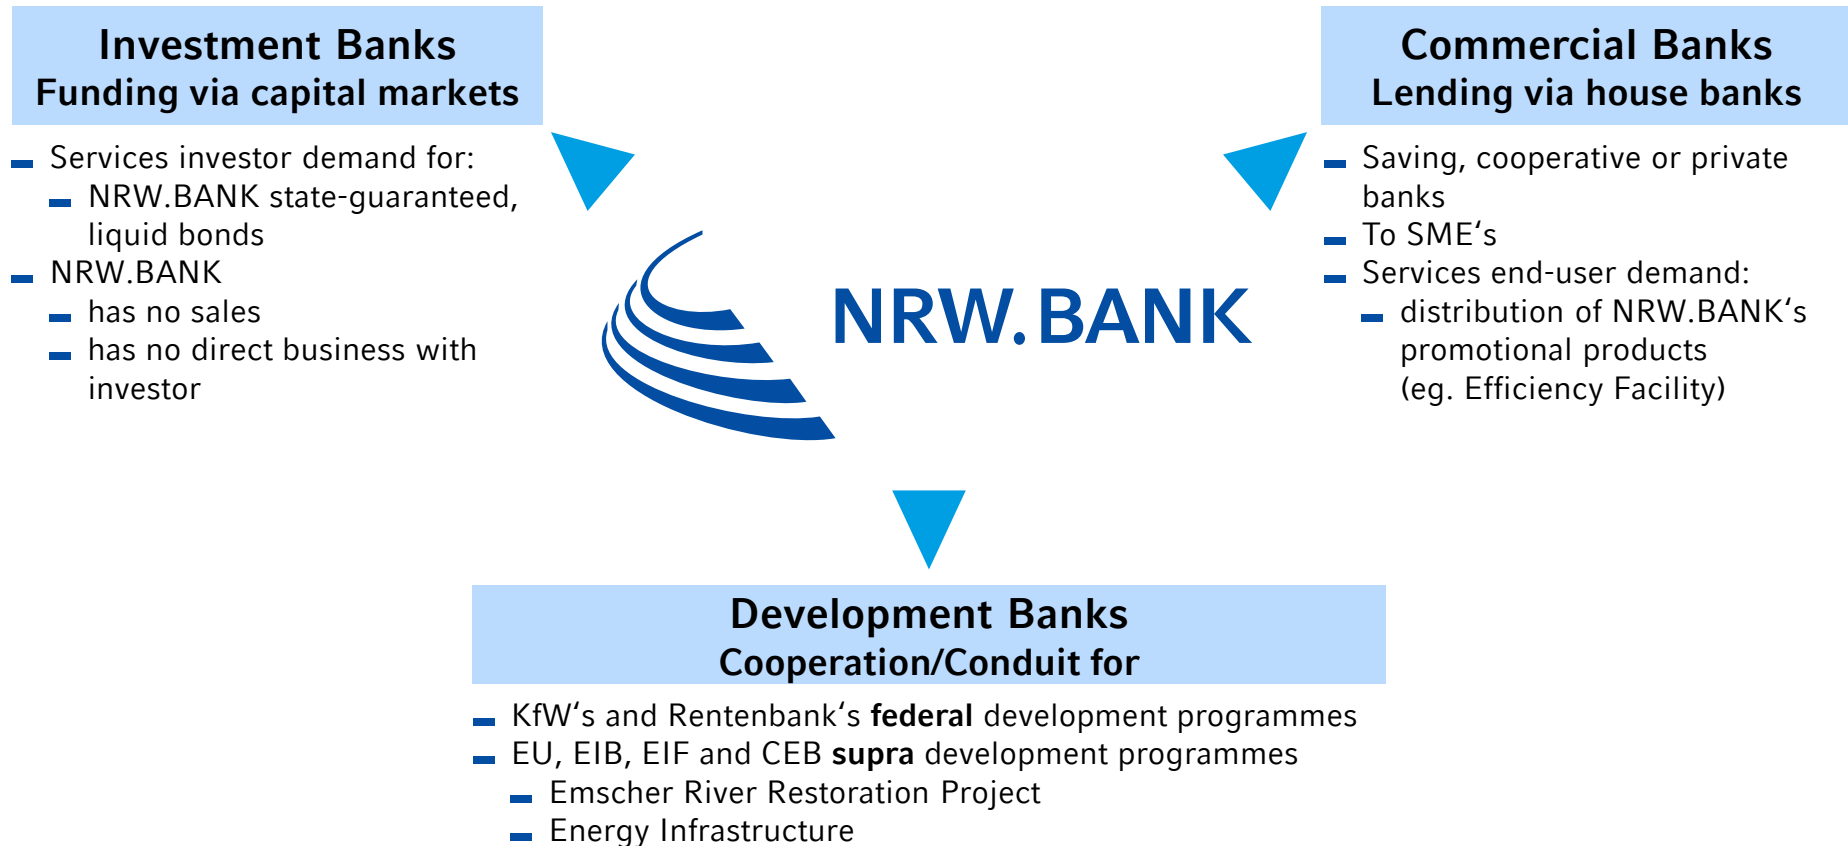 Investment Banks
Funding via capital markets
Services investor demand for:
NRW.BANK state-guaranteed,
liquid bonds
NRW.BANK
has no sales
has no direct business with
investor
Commercial Banks
Lending via house banks
Saving, cooperative or private
banks
To SME‘s
Services end-user demand:
distribution of NRW.BANK‘s
promotional products
(eg. Efficiency Facility)
NRW.BANK
Development Banks
Cooperation/Conduit for
KfW‘s and Rentenbank‘s federal development programmes
EU, EIB, EIF and CEB supra development programmes
Emscher River Restoration Project
Energy Infrastructure